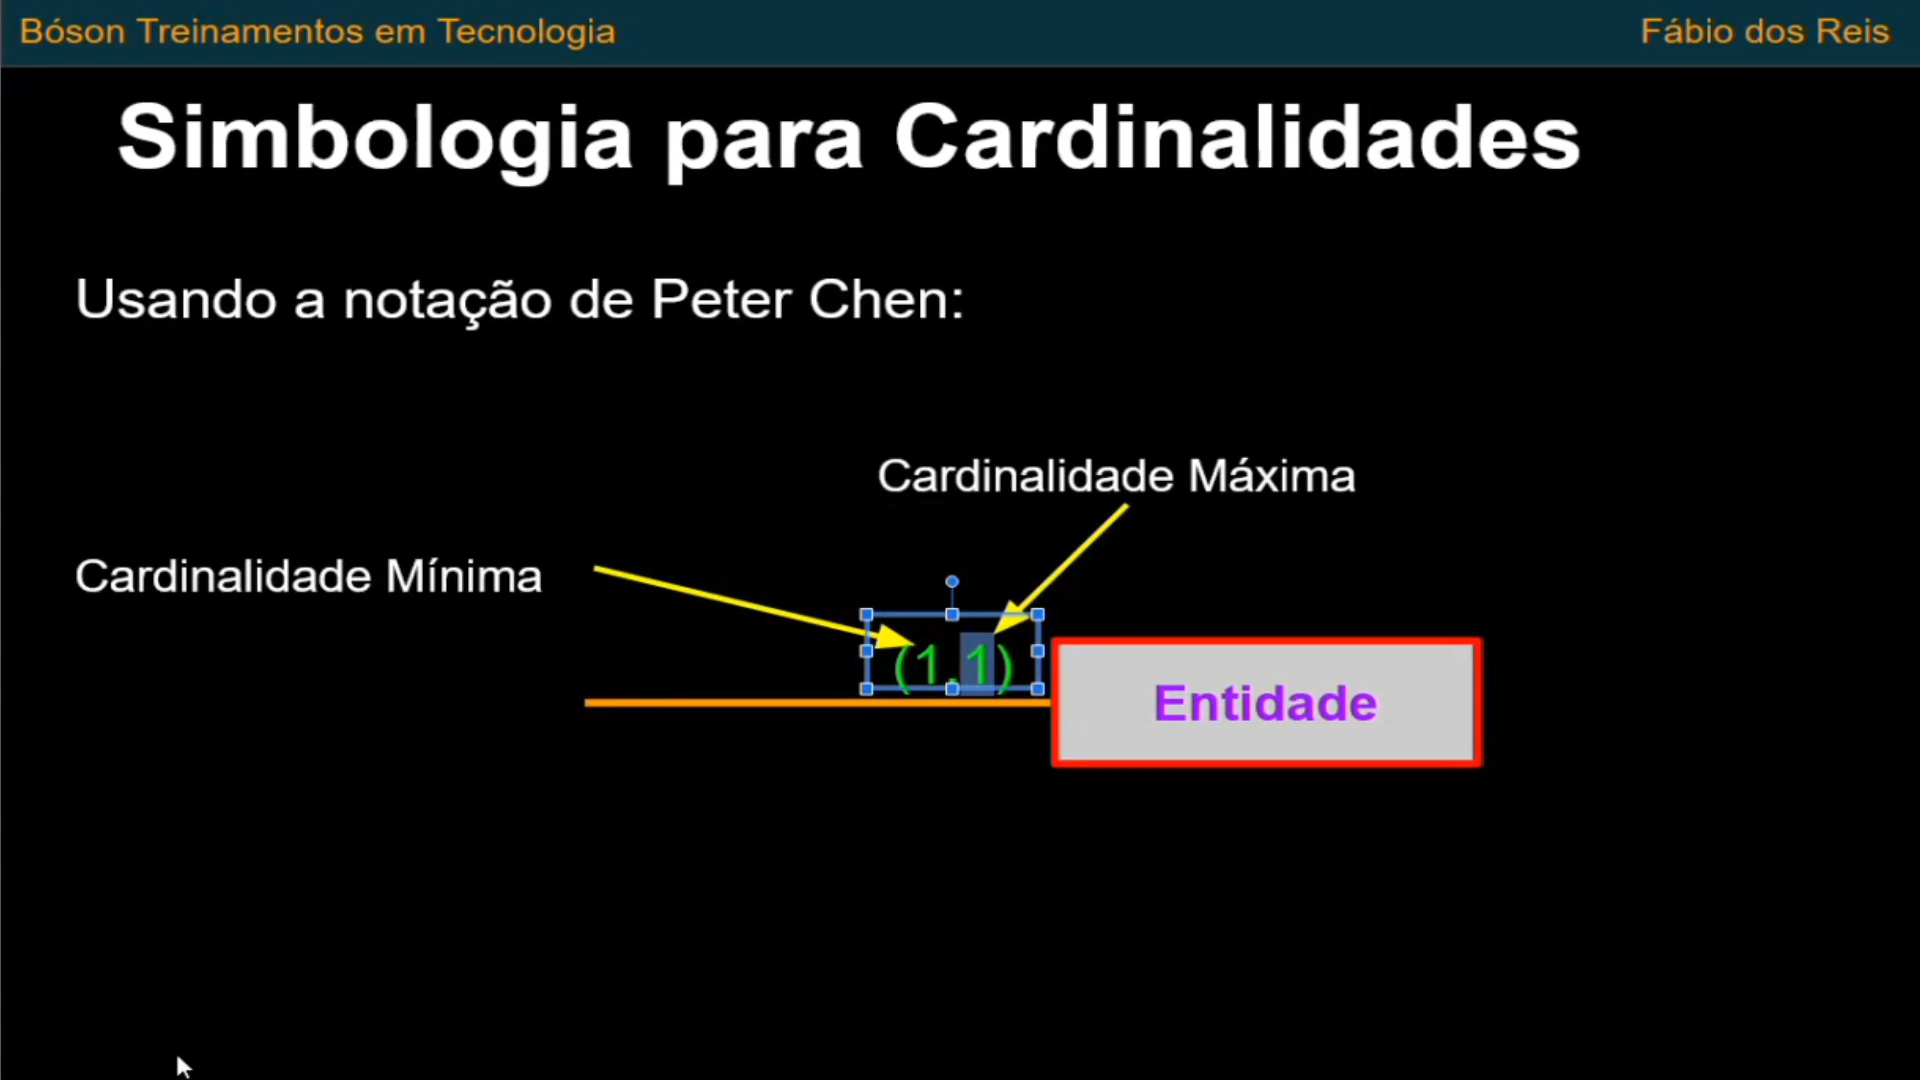 Bóson Treinamentos em Tecnologia
Fábio dos Reis
Simbologia para Cardinalidades
Usando a notação de Peter Chen:
Cardinalidade Máxima
Cardinalidade Mínima
(1,1)
Entidade